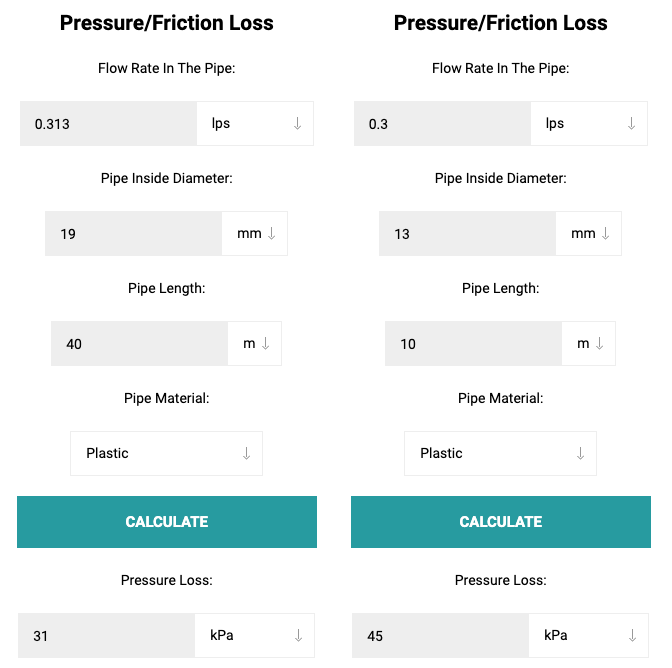 Pressure/Friction Loss
Flow Rate In The Pipe:
0.313 lps
Pipe Inside Diameter:
19 mm
Pipe Length:
40 m
Pipe Material:
Plastic
CALCULATE
Pressure Loss:
31 kPa
Pressure/Friction Loss
Flow Rate In The Pipe:
0.3 lps
Pipe Inside Diameter:
13 mm
Pipe Length:
10 m
Pipe Material:
Plastic
CALCULATE
Pressure Loss:
45 kPa